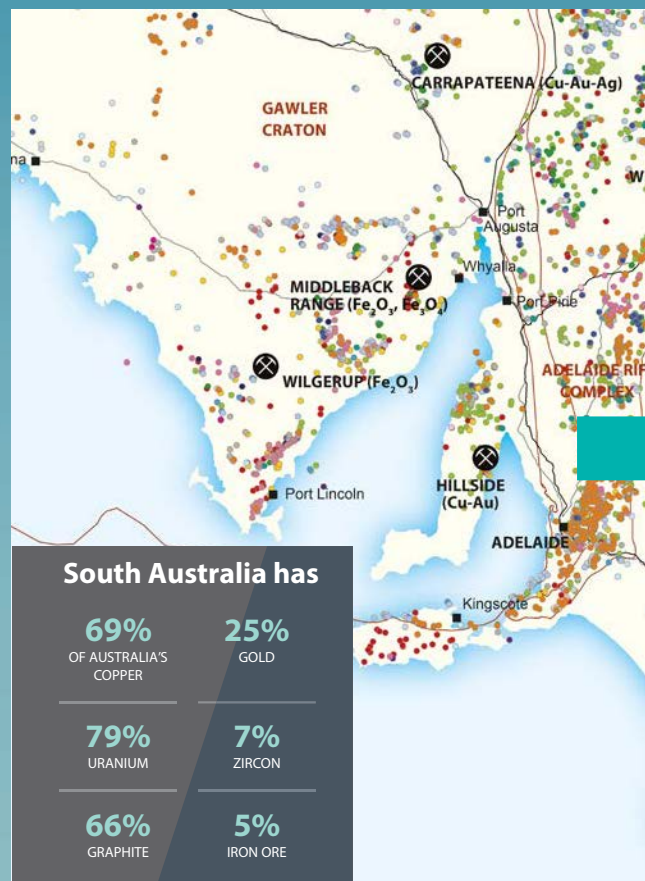 CARRAPATEENA (Cu-Au-Ag)
GAWLER
CRATON
na
W
Port
Augusta
Whyalla
MIDDLEBACK
RANGE (Fe₂O₃, Fe₃O₄)
Port Pirie
WILGERUP (Fe₂O₃)
ADELAIDE RIF
COMPLEX
HILLSIDE
(Cu-Au)
Port Lincoln
ADELAIDE
Kingscote
South Australia has
69%
OF AUSTRALIA'S
COPPER
25%
GOLD
79%
URANIUM
7%
ZIRCON
66%
GRAPHITE
5%
IRON ORE